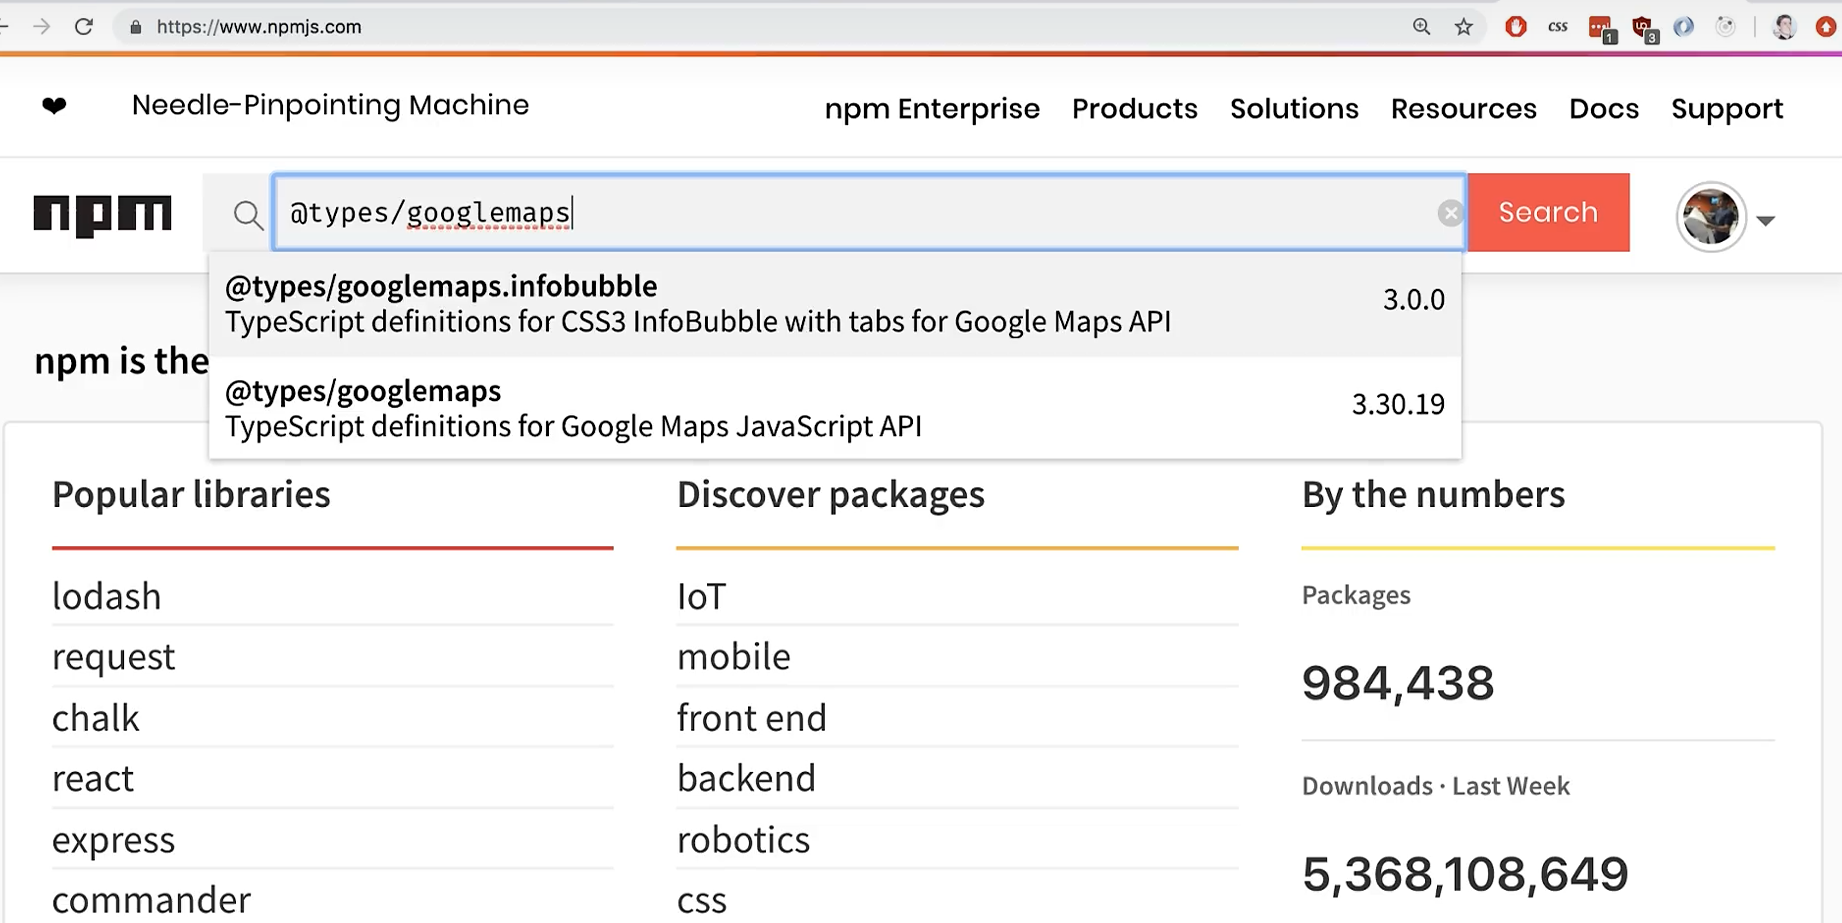 https://www.npmjs.com
css
1
3
❤ Needle-Pinpointing Machine
npm Enterprise Products Solutions Resources Docs Support
npm
@types/googlemaps
Search
@types/googlemaps.infobubble
3.0.0
TypeScript definitions for CSS3 InfoBubble with tabs for Google Maps API
npm is the
@types/googlemaps
3.30.19
TypeScript definitions for Google Maps JavaScript API
Popular libraries
lodash
request
chalk
react
express
commander
Discover packages
IoT
mobile
front end
backend
robotics
css
By the numbers
Packages
984,438
Downloads · Last Week
5,368,108,649